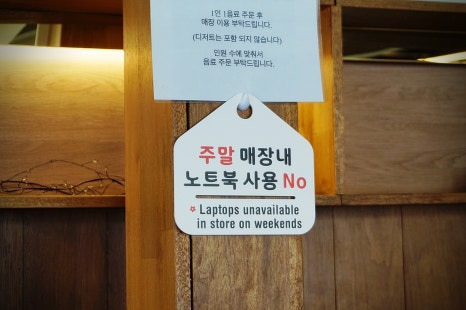 1인 1음료 주문 후
매장 이용 부탁드립니다.
(디저트는 포함 되지 않습니다)
인원 수에 맞춰서
음료 주문 부탁드립니다.
주말 매장내
노트북 사용 No
* Laptops unavailable
in store on weekends